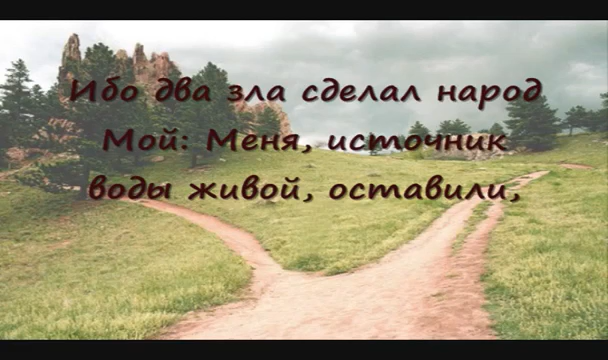 Ибо два зла сделал народ
Мой: Меня, источник
воды живой, оставили,